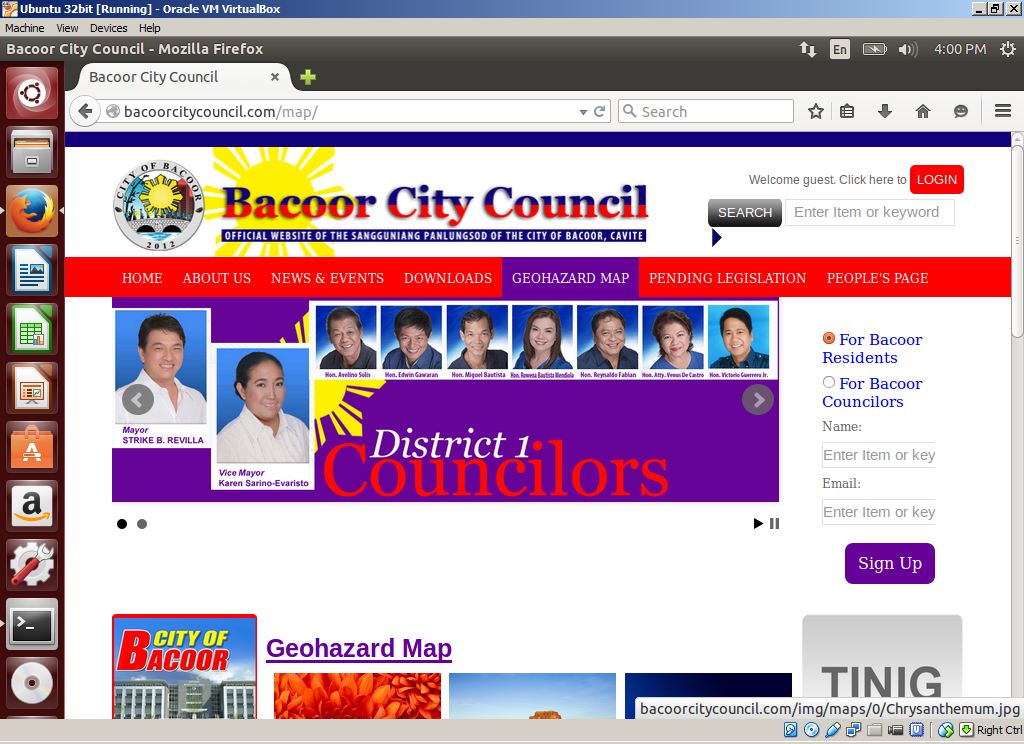 Ubuntu 32bit [Running] - Oracle VM VirtualBox
Machine View Devices Help
Bacoor City Council - Mozilla Firefox
En
4:00 PM
Bacoor City Council
bacoorcitycouncil.com/map/
Search
CITY OF BACOOR
2012
Bacoor City Council
OFFICIAL WEBSITE OF THE SANGGUNIANG PANLUNGSOD OF THE CITY OF BACOOR, CAVITE
Welcome guest. Click here to LOGIN
SEARCH Enter Item or keyword
HOME ABOUT US NEWS & EVENTS DOWNLOADS GEOHAZARD MAP PENDING LEGISLATION PEOPLE'S PAGE
Hon. Avelino Solis Hon. Edwin Gawaran Hon. Miguel Bautista Hon. Rowena Bautista Mendiola Hon. Reynaldo Fabian Hon. Atty. Venus De Castro Hon. Victorio Guerrero Jr.
Mayor
STRIKE B. REVILLA
Vice Mayor
Karen Sarino-Evaristo
District 1
Councilors
For Bacoor
Residents
For Bacoor
Councilors
Name:
Enter Item or key
Email:
Enter Item or key
Sign Up
CITY OF
BACOOR
Geohazard Map
TINIG
bacoorcitycouncil.com/img/maps/0/Chrysanthemum.jpg
Right Ctrl